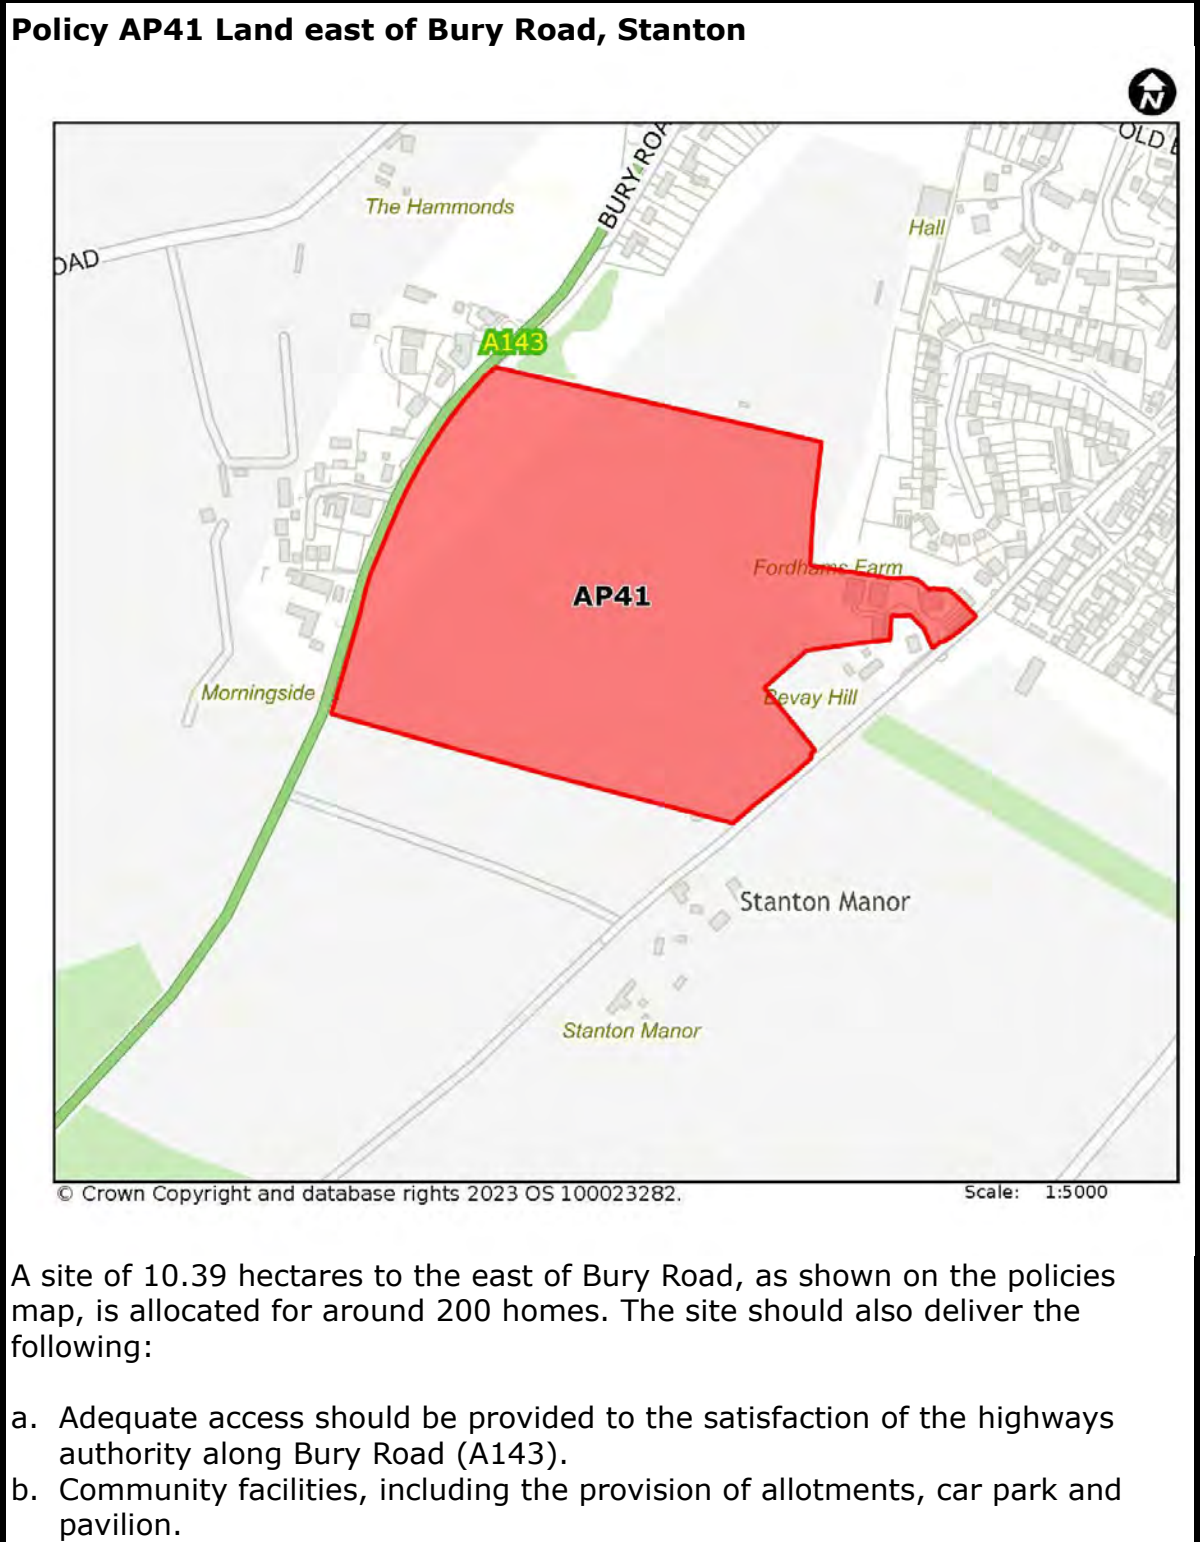 Policy AP41 Land east of Bury Road, Stanton
N
OLD
BURY ROA
The Hammonds
Hall
OAD
A143
Fordhams Farm
AP41
Morningside
Bevay Hill
Stanton Manor
Stanton Manor
© Crown Copyright and database rights 2023 OS 100023282.
Scale: 1:5000
A site of 10.39 hectares to the east of Bury Road, as shown on the policies
map, is allocated for around 200 homes. The site should also deliver the
following:
a. Adequate access should be provided to the satisfaction of the highways
authority along Bury Road (A143).
b. Community facilities, including the provision of allotments, car park and
pavilion.